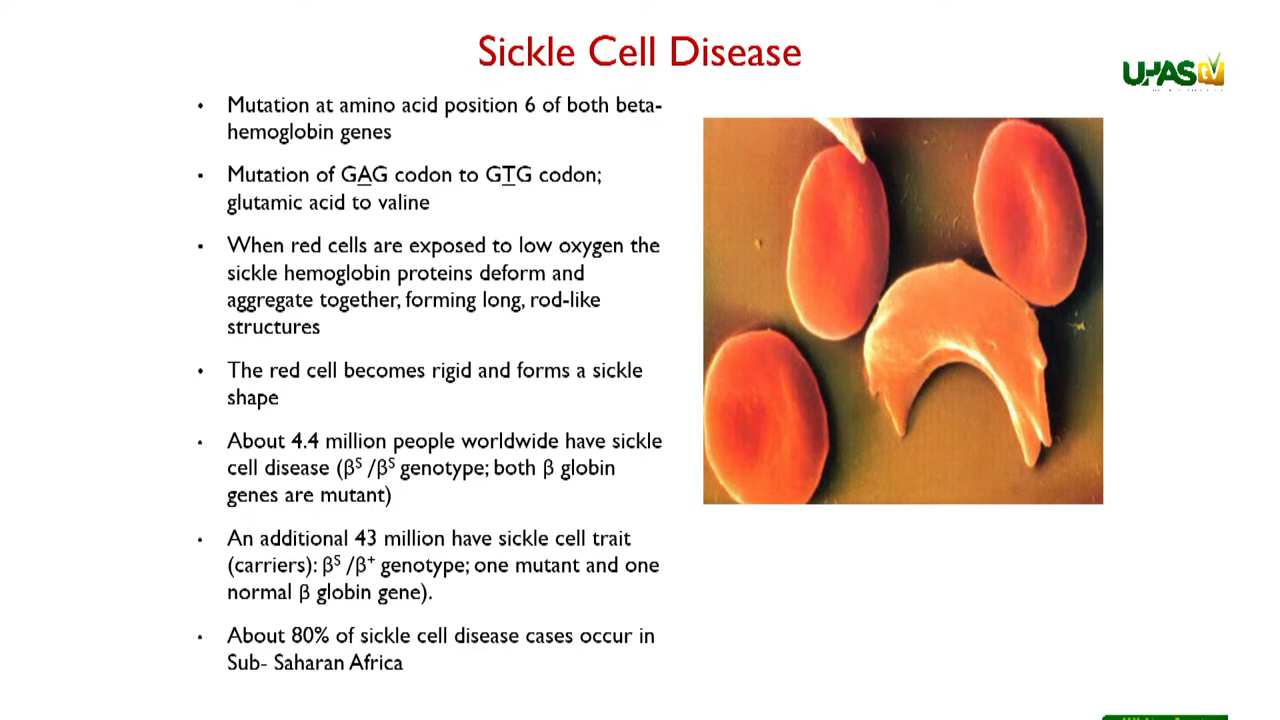 Sickle Cell Disease
UPAS
• Mutation at amino acid position 6 of both beta-
hemoglobin genes
• Mutation of GAG codon to GTG codon;
glutamic acid to valine
• When red cells are exposed to low oxygen the
sickle hemoglobin proteins deform and
aggregate together, forming long, rod-like
structures
• The red cell becomes rigid and forms a sickle
shape
• About 4.4 million people worldwide have sickle
cell disease (βˢ /βˢ genotype; both β globin
genes are mutant)
• An additional 43 million have sickle cell trait
(carriers): βˢ /β⁺ genotype; one mutant and one
normal β globin gene).
• About 80% of sickle cell disease cases occur in
Sub- Saharan Africa